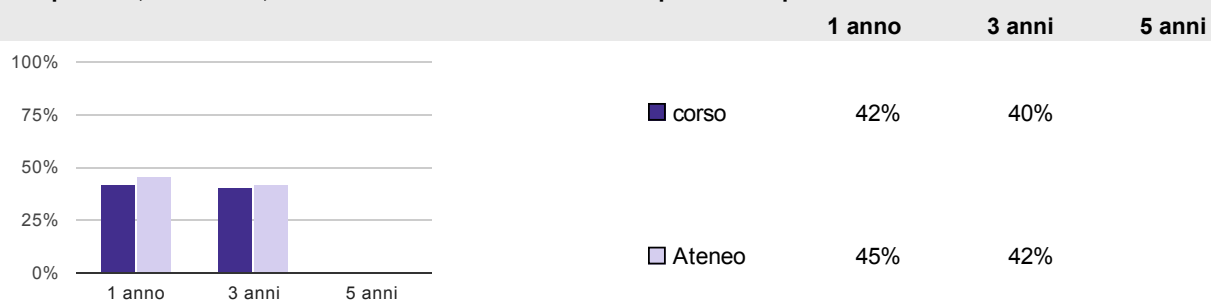 1 anno 3 anni 5 anni
100%
75%
corso 42% 40%
50%
25%
Ateneo 45% 42%
0%
1 anno 3 anni 5 anni